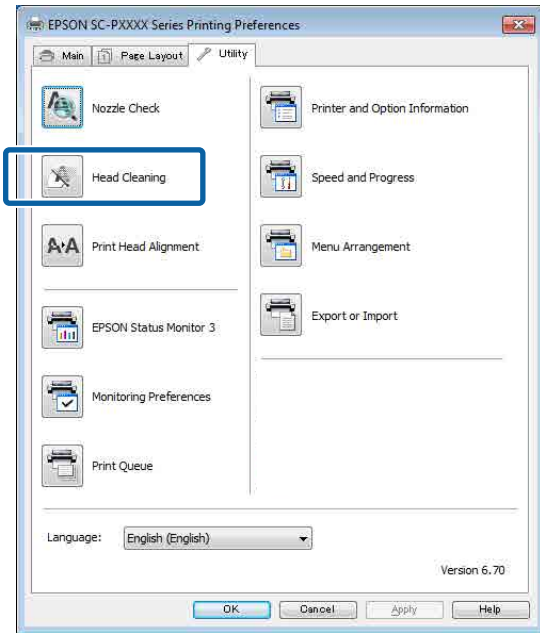 EPSON SC-PXXXX Series Printing Preferences
Main
Page Layout
Utility
Nozzle Check
Head Cleaning
A A Print Head Alignment
EPSON Status Monitor 3
Monitoring Preferences
Print Queue
Printer and Option Information
Speed and Progress
Menu Arrangement
Export or Import
Language: English (English)
Version 6.70
OK Cancel Apply Help